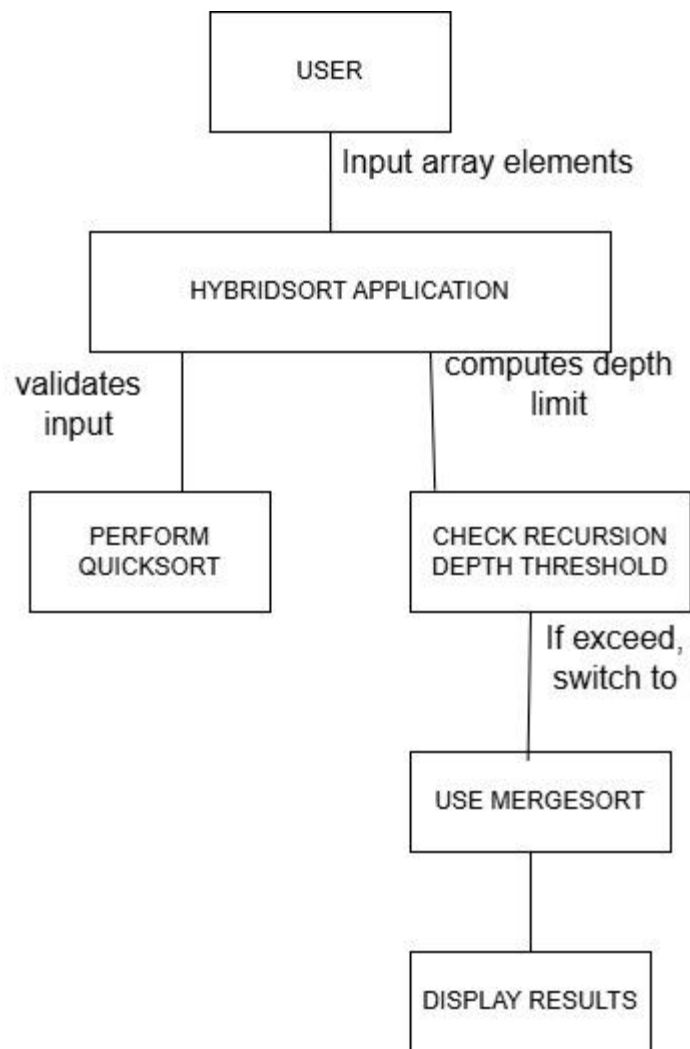 USER
Input array elements
HYBRIDSORT APPLICATION
validates
input
computes depth
limit
PERFORM
QUICKSORT
CHECK RECURSION
DEPTH THRESHOLD
If exceed,
switch to
USE MERGESORT
DISPLAY RESULTS